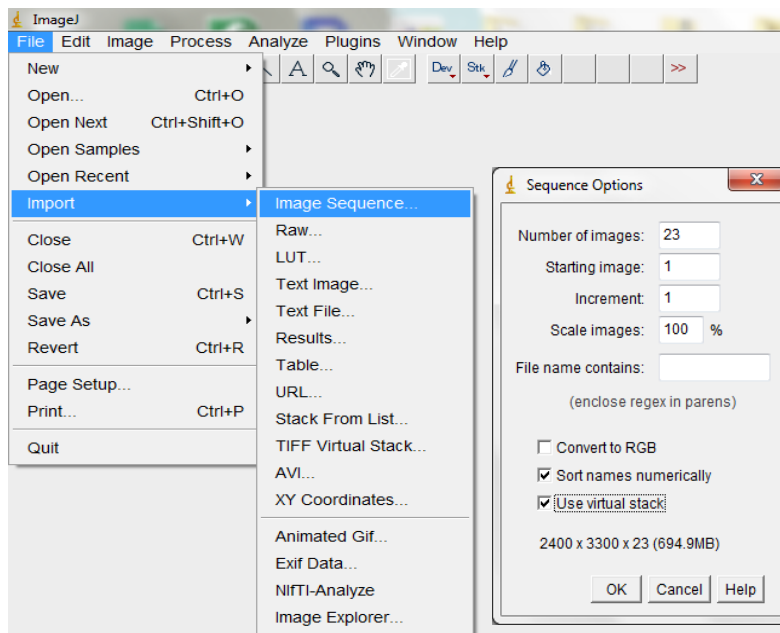 ImageJ
File Edit Image Process Analyze Plugins Window Help
A Dev Stk >>
New
Open... Ctrl+O
Open Next Ctrl+Shift+O
Open Samples
Open Recent
Import
Close Ctrl+W
Close All
Save Ctrl+S
Save As
Revert Ctrl+R
Page Setup...
Print... Ctrl+P
Quit
Image Sequence...
Raw...
LUT...
Text Image...
Text File...
Results...
Table...
URL...
Stack From List...
TIFF Virtual Stack...
AVI...
XY Coordinates...
Animated Gif...
Exif Data...
NIfTI-Analyze
Image Explorer...
Sequence Options
Number of images: 23
Starting image: 1
Increment: 1
Scale images: 100 %
File name contains:
(enclose regex in parens)
Convert to RGB
Sort names numerically
Use virtual stack
2400 x 3300 x 23 (694.9MB)
OK Cancel Help